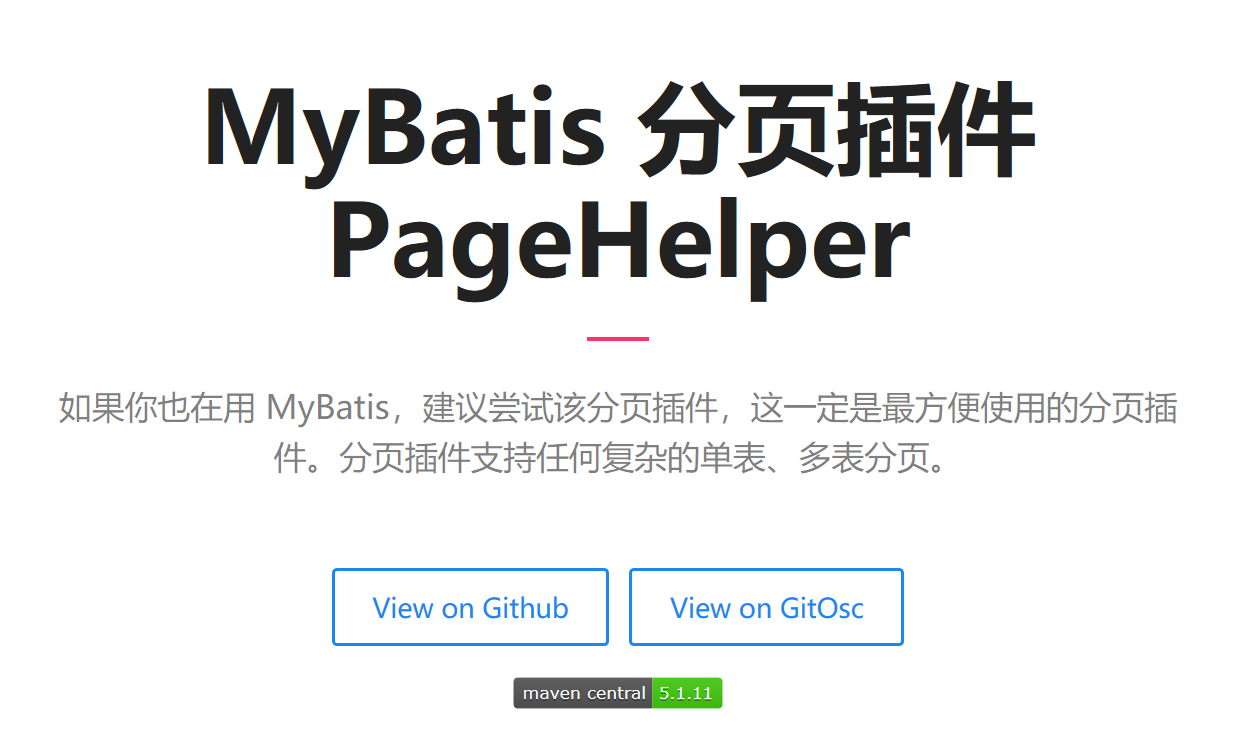 MyBatis 分页插件
PageHelper
如果你也在用 MyBatis，建议尝试该分页插件，这一定是最方便使用的分页插
件。分页插件支持任何复杂的单表、多表分页。
View on Github View on GitOsc
maven central 5.1.11